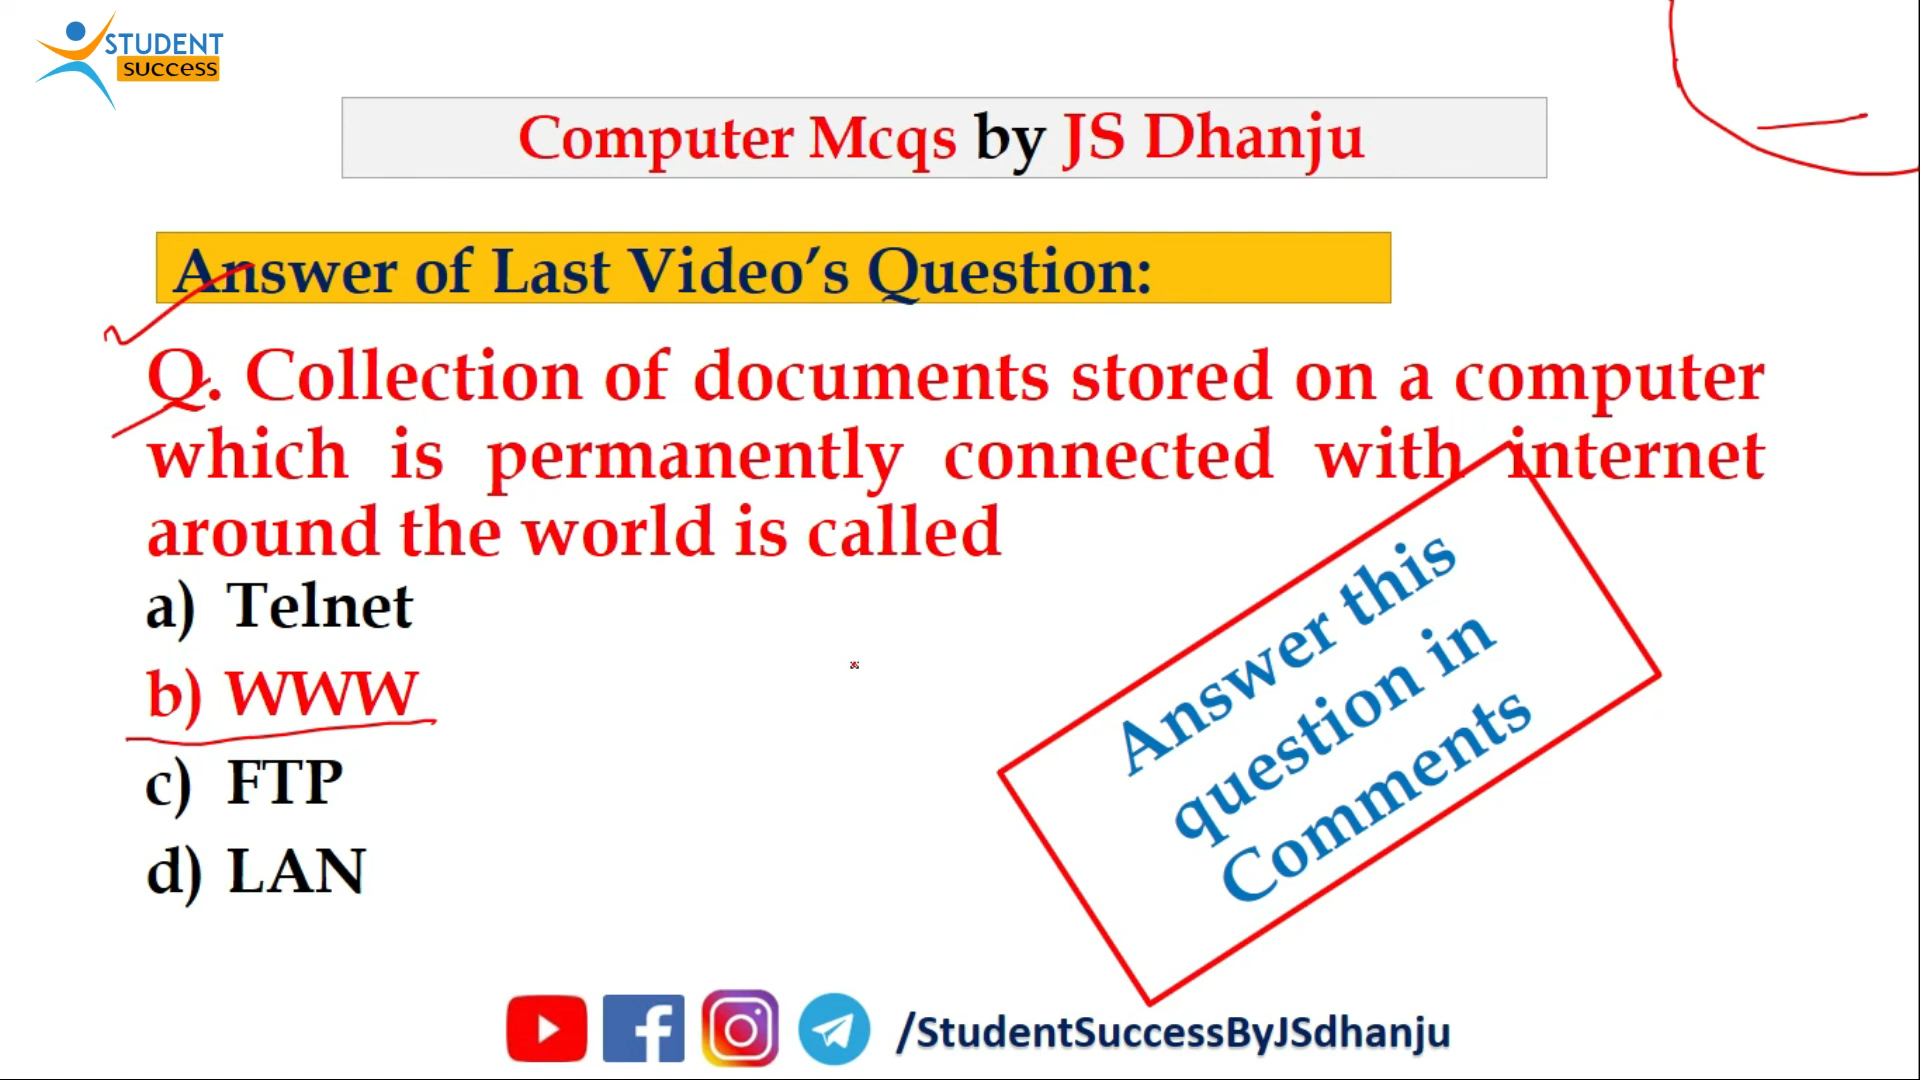 STUDENT
success
Computer Mcqs by JS Dhanju
Answer of Last Video’s Question:
Q. Collection of documents stored on a computer
which is permanently connected with internet
around the world is called
a) Telnet
b) WWW
c) FTP
d) LAN
Answer this
question in
Comments
/StudentSuccessByJSdhanju